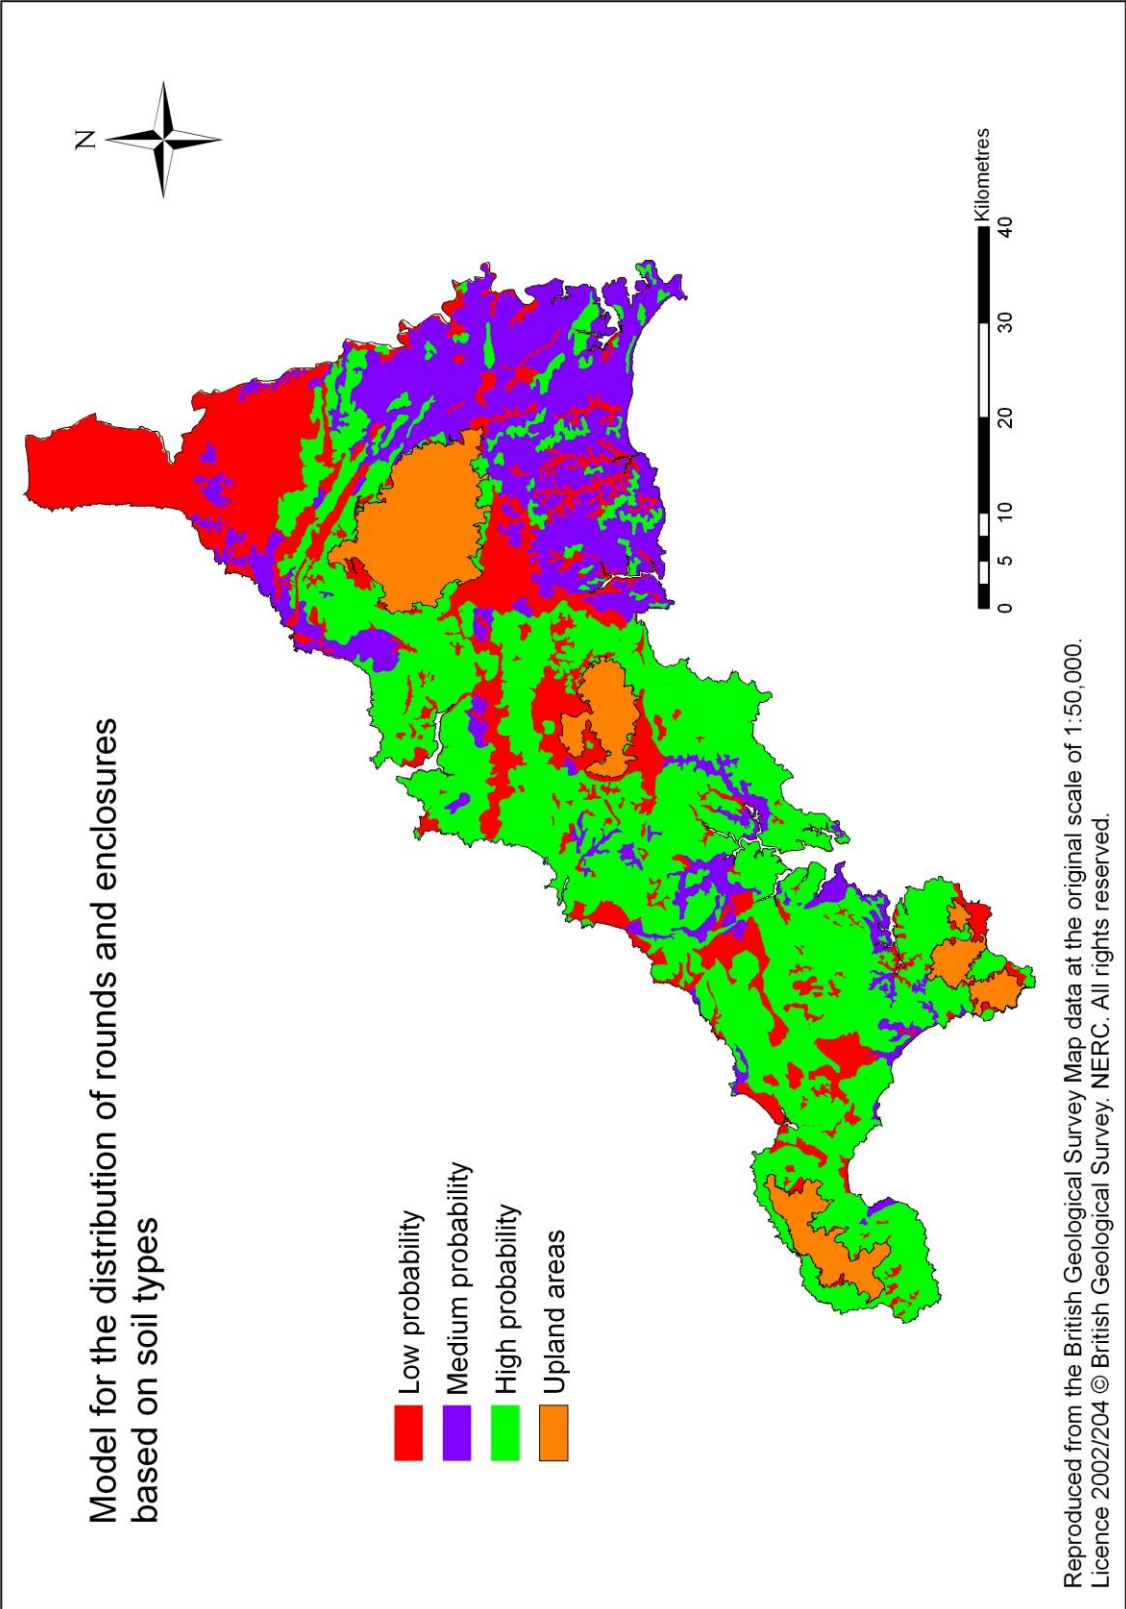 Model for the distribution of rounds and enclosures
based on soil types
N
Low probability
Medium probability
High probability
Upland areas
0 5 10 20 30 40
Kilometres
Reproduced from the British Geological Survey Map data at the original scale of 1:50,000.
Licence 2002/204 © British Geological Survey. NERC. All rights reserved.